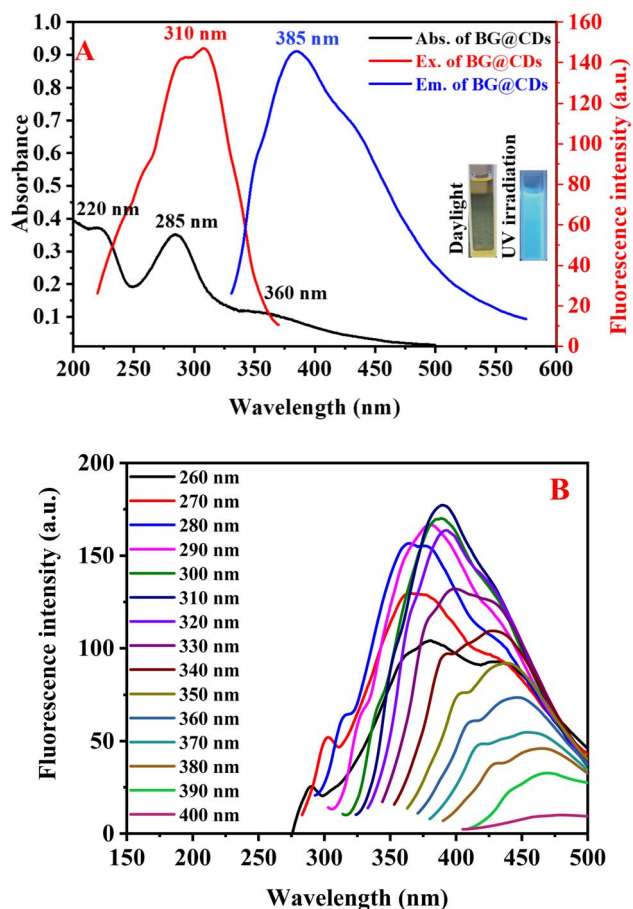 A
310 nm
385 nm
Abs. of BG@CDs
Ex. of BG@CDs
Em. of BG@CDs
220 nm
285 nm
360 nm
Daylight
UV irradiation
Absorbance
Fluorescence intensity (a.u.)
1.0
0.9
0.8
0.7
0.6
0.5
0.4
0.3
0.2
0.1
160
140
120
100
80
60
40
20
0
200 250 300 350 400 450 500 550 600
Wavelength (nm)
B
260 nm
270 nm
280 nm
290 nm
300 nm
310 nm
320 nm
330 nm
340 nm
350 nm
360 nm
370 nm
380 nm
390 nm
400 nm
Fluorescence intensity (a.u.)
200
150
100
50
0
150 200 250 300 350 400 450 500
Wavelength (nm)